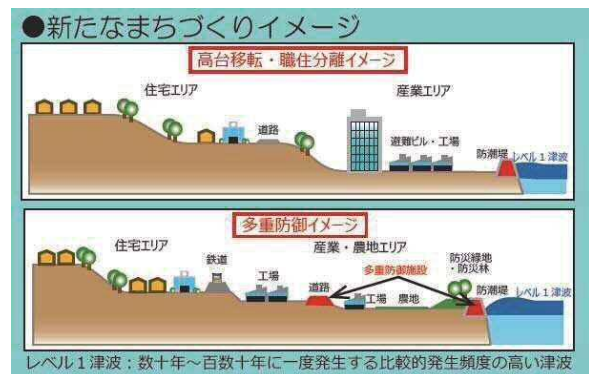 ●新たなまちづくりイメージ
高台移転・職住分離イメージ
住宅エリア
産業エリア
道路
避難ビル・工場
防潮堤
レベル1津波
多重防御イメージ
住宅エリア
産業・農地エリア
鉄道
工場
道路
多重防御施設
工場
農地
防災緑地
・防災林
防潮堤
レベル1津波
レベル1津波:数十年~百数十年に一度発生する比較的発生頻度の高い津波